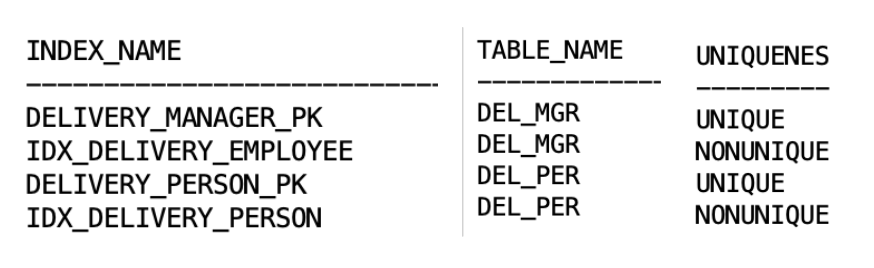 INDEX_NAME TABLE_NAME UNIQUENES
--------------------------- ------------- ---------
DELIVERY_MANAGER_PK DEL_MGR UNIQUE
IDX_DELIVERY_EMPLOYEE DEL_MGR NONUNIQUE
DELIVERY_PERSON_PK DEL_PER UNIQUE
IDX_DELIVERY_PERSON DEL_PER NONUNIQUE